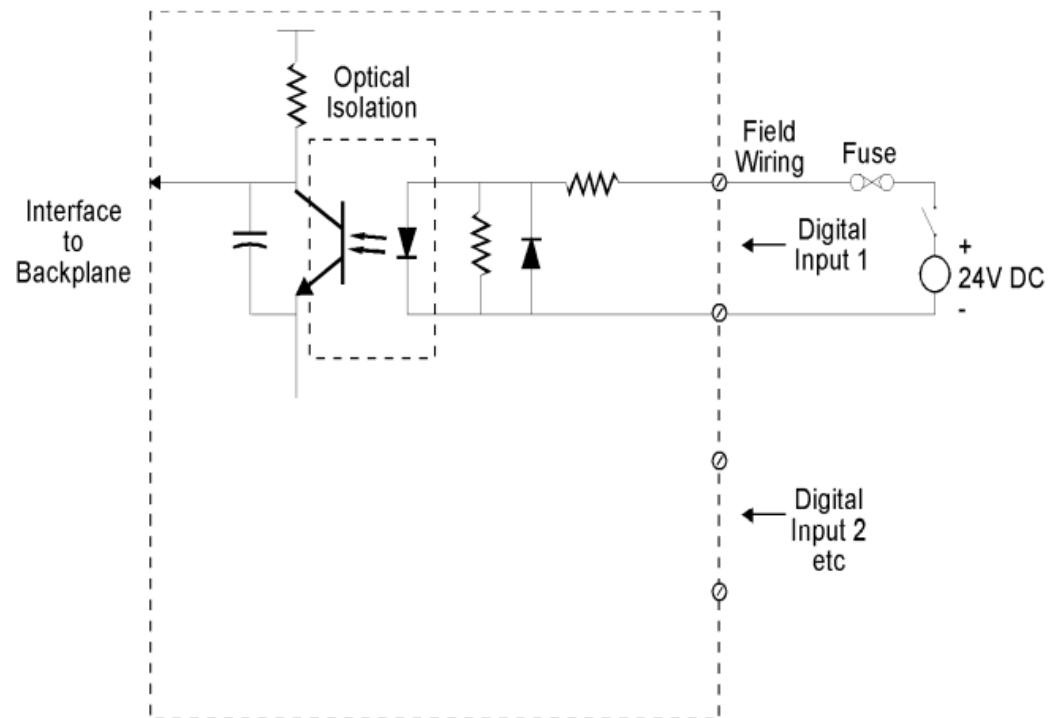 Optical
Isolation
Field
Wiring
Fuse
Interface
to
Backplane
Digital
Input 1
+
24V DC
-
Digital
Input 2
etc